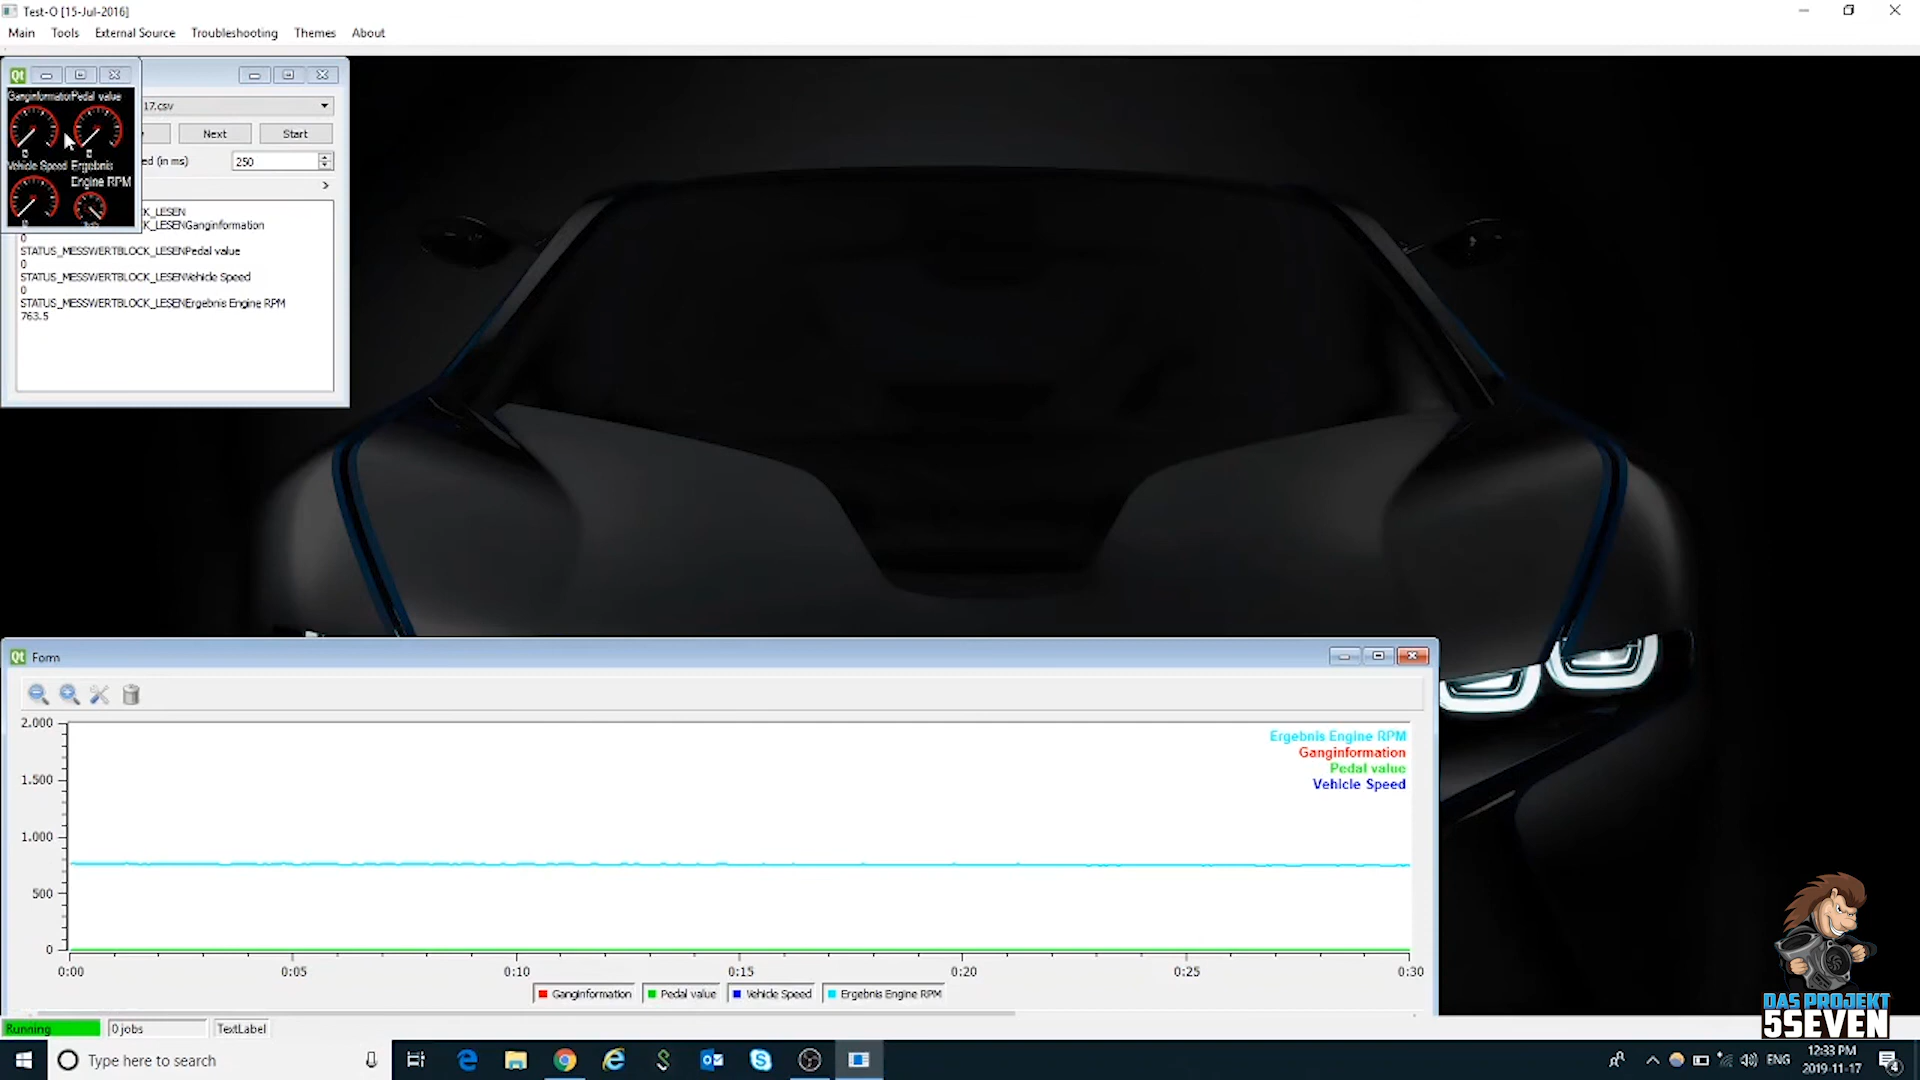 Test-O [15-Jul-2016]
Main Tools External Source Troubleshooting Themes About
Qt
Pedal value
Vehicle Speed Ergebnis
Engine RPM
17.csv
Next Start
ed (in ms) 250
>
CK_LESEN
CK_LESENGanginformation
0
STATUS_MESSWERTBLOCK_LESENPedal value
0
STATUS_MESSWERTBLOCK_LESENVehicle Speed
0
STATUS_MESSWERTBLOCK_LESENErgebnis Engine RPM
763.5
Qt Form
2.000
1.500
1.000
500
0
Ergebnis Engine RPM
Ganginformation
Pedal value
Vehicle Speed
0:00 0:05 0:10 0:15 0:20 0:25 0:30
Ganginformation Pedal value Vehicle Speed Ergebnis Engine RPM
Running 0 jobs TextLabel
DAS PROJEKT
5SEVEN
Type here to search
ENG
12:33 PM
2019-11-17
4